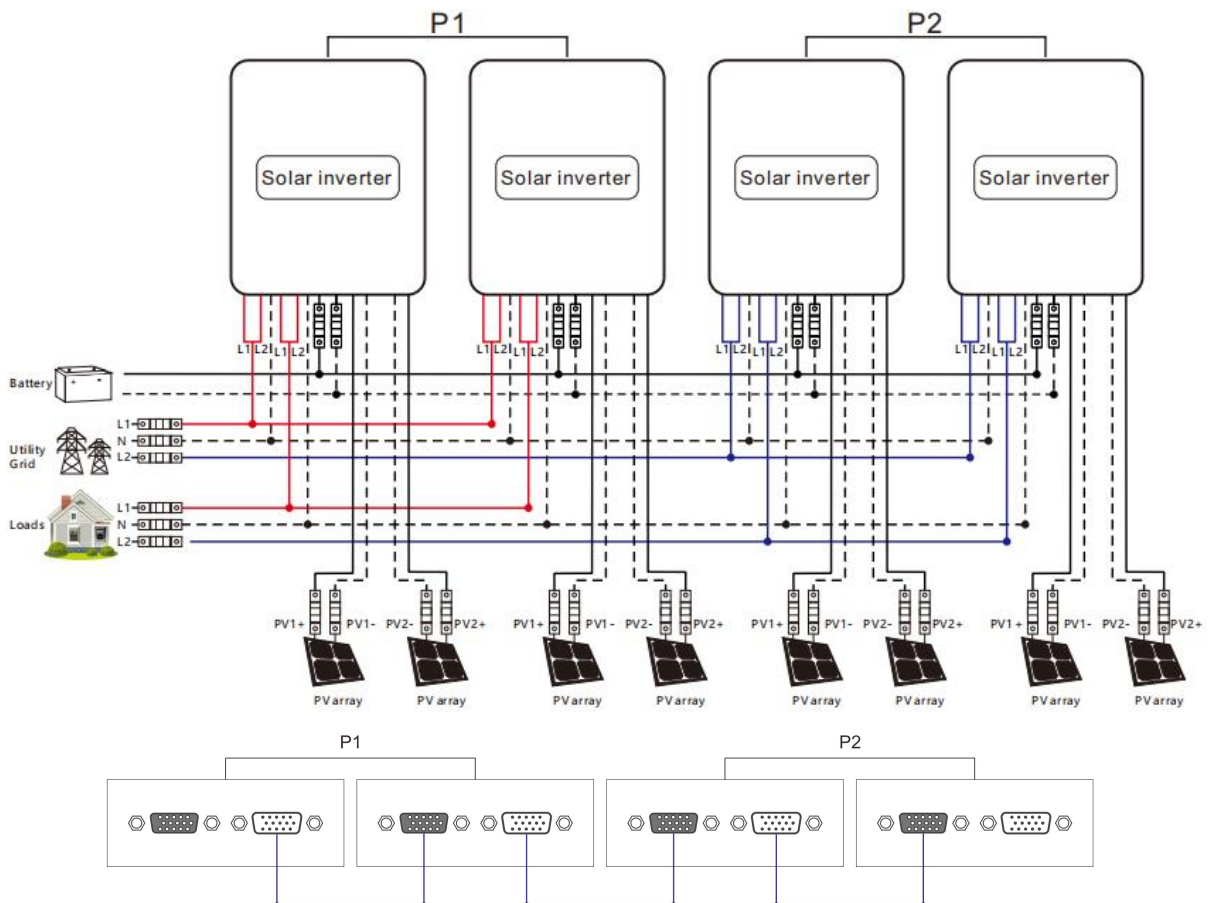 P1 P2
Solar inverter Solar inverter Solar inverter Solar inverter
L1 L2 L1 L2 L1 L2 L1 L2 L1 L2 L1 L2 L1 L2 L1 L2
Battery
- +
L1
N
Utility
Grid
L2
L1
Loads
N
L2
PV1+ PV1- PV2- PV2+ PV1+ PV1- PV2- PV2+ PV1+ PV1- PV2- PV2+ PV1+ PV1- PV2- PV2+
PV array PV array PV array PV array PV array PV array PV array PV array
P1 P2